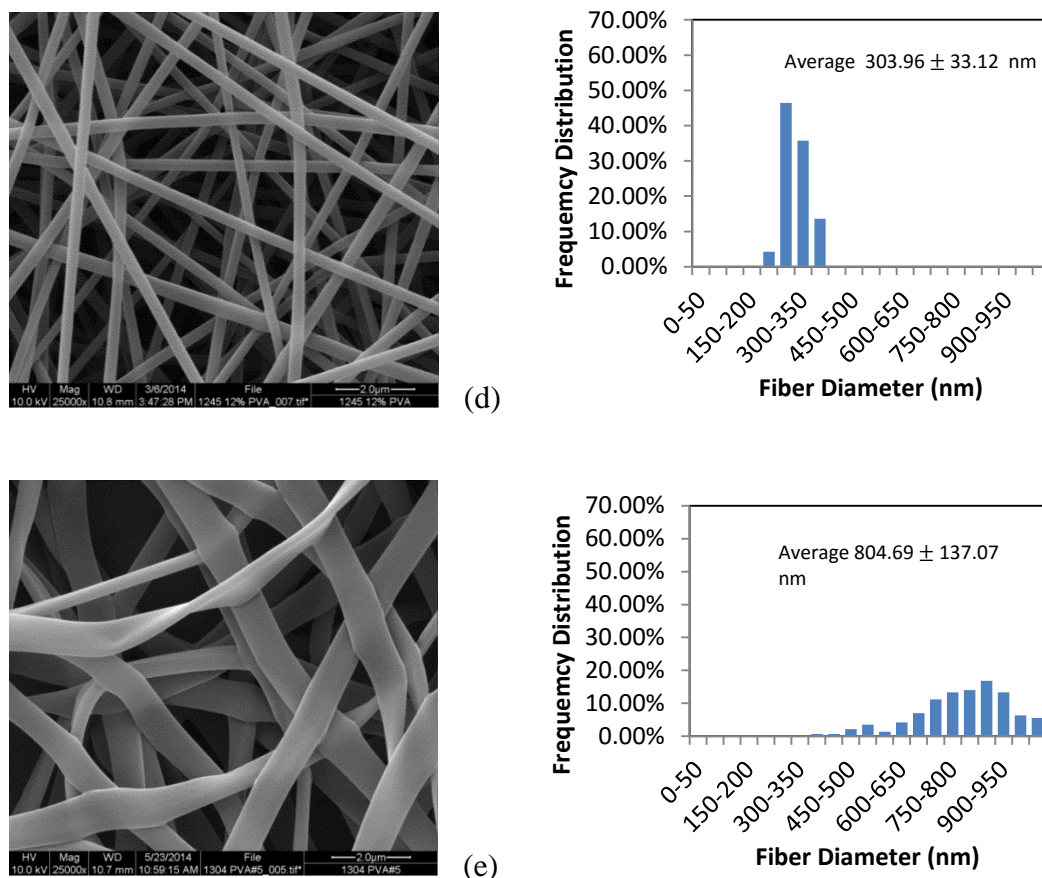 70.00%
60.00%
50.00%
40.00%
30.00%
20.00%
10.00%
0.00%
Frequemcy Distribution
Average 303.96 ± 33.12 nm
0-50
150-200
300-350
450-500
600-650
750-800
900-950
Fiber Diameter (nm)
HV Mag WD 3/6/2014 File 2.0µm
10.0 kV 25000x 10.8 mm 3:47:28 PM 1245 12% PVA_007.tif* 1245 12% PVA
(d)
70.00%
60.00%
50.00%
40.00%
30.00%
20.00%
10.00%
0.00%
Frequemcy Distribution
Average 804.69 ± 137.07
nm
0-50
150-200
300-350
450-500
600-650
750-800
900-950
Fiber Diameter (nm)
HV Mag WD 5/23/2014 File 2.0µm
10.0 kV 25000x 10.7 mm 10:59:15 AM 1304 PVA#5_005.tif* 1304 PVA#5
(e)